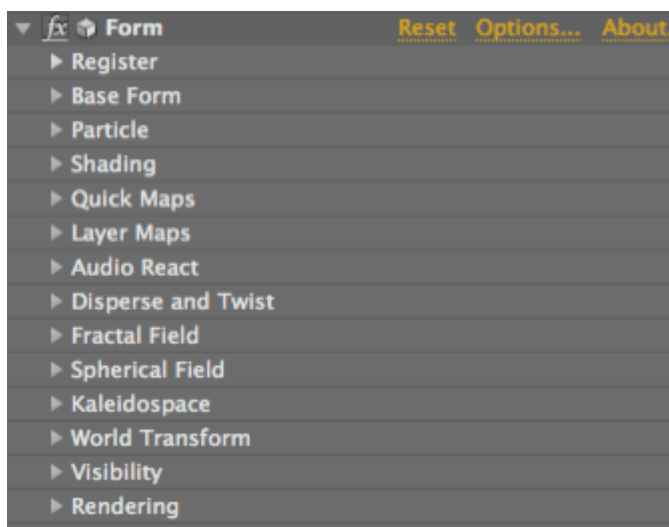 fx Form Reset Options... About.
Register
Base Form
Particle
Shading
Quick Maps
Layer Maps
Audio React
Disperse and Twist
Fractal Field
Spherical Field
Kaleidospace
World Transform
Visibility
Rendering